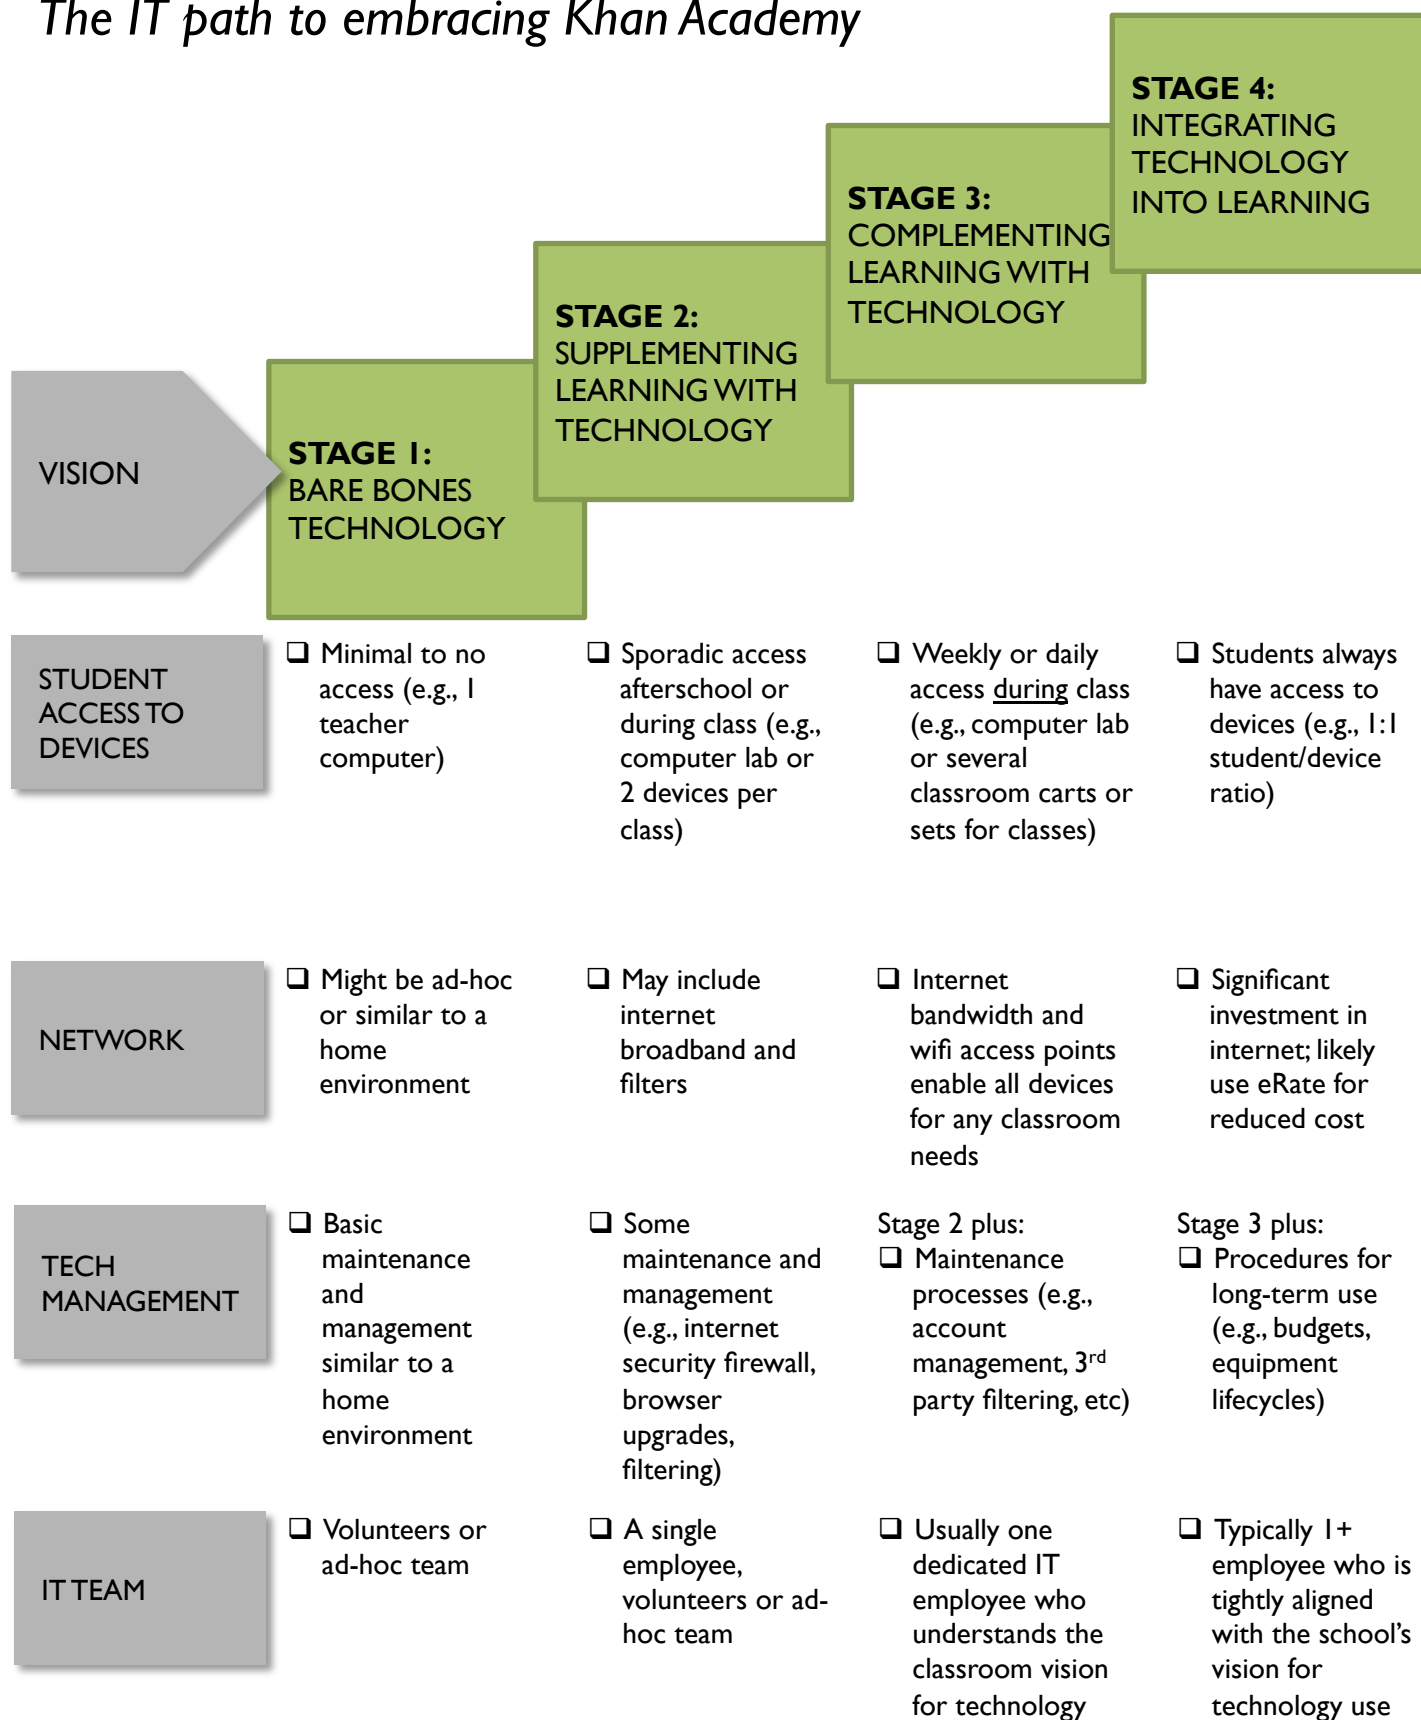 The IT path to embracing Khan Academy
STAGE 4:
INTEGRATING
TECHNOLOGY
INTO LEARNING
STAGE 3:
COMPLEMENTING
LEARNING WITH
TECHNOLOGY
STAGE 2:
SUPPLEMENTING
LEARNING WITH
TECHNOLOGY
VISION
STAGE 1:
BARE BONES
TECHNOLOGY
STUDENT
ACCESS TO
DEVICES
❑ Minimal to no
access (e.g., 1
teacher
computer)
❑ Sporadic access
afterschool or
during class (e.g.,
computer lab or
2 devices per
class)
❑ Weekly or daily
access during class
(e.g., computer lab
or several
classroom carts or
sets for classes)
❑ Students always
have access to
devices (e.g., 1:1
student/device
ratio)
NETWORK
❑ Might be ad-hoc
or similar to a
home
environment
❑ May include
internet
broadband and
filters
❑ Internet
bandwidth and
wifi access points
enable all devices
for any classroom
needs
❑ Significant
investment in
internet; likely
use eRate for
reduced cost
TECH
MANAGEMENT
❑ Basic
maintenance
and
management
similar to a
home
environment
❑ Some
maintenance and
management
(e.g., internet
security firewall,
browser
upgrades,
filtering)
Stage 2 plus:
❑ Maintenance
processes (e.g.,
account
management, 3rd
party filtering, etc)
Stage 3 plus:
❑ Procedures for
long-term use
(e.g., budgets,
equipment
lifecycles)
IT TEAM
❑ Volunteers or
ad-hoc team
❑ A single
employee,
volunteers or ad-
hoc team
❑ Usually one
dedicated IT
employee who
understands the
classroom vision
for technology
❑ Typically 1+
employee who is
tightly aligned
with the school's
vision for
technology use